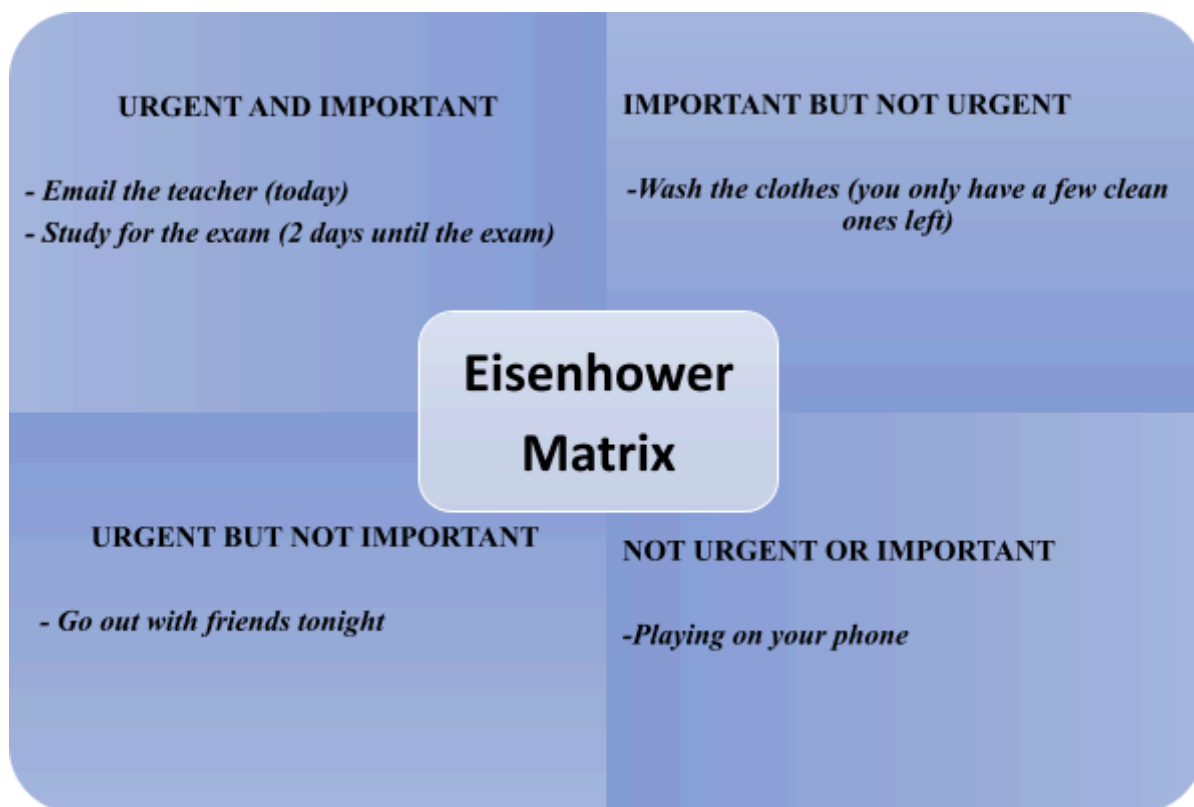 URGENT AND IMPORTANT
- Email the teacher (today)
- Study for the exam (2 days until the exam)
IMPORTANT BUT NOT URGENT
-Wash the clothes (you only have a few clean
ones left)
Eisenhower
Matrix
URGENT BUT NOT IMPORTANT
- Go out with friends tonight
NOT URGENT OR IMPORTANT
-Playing on your phone